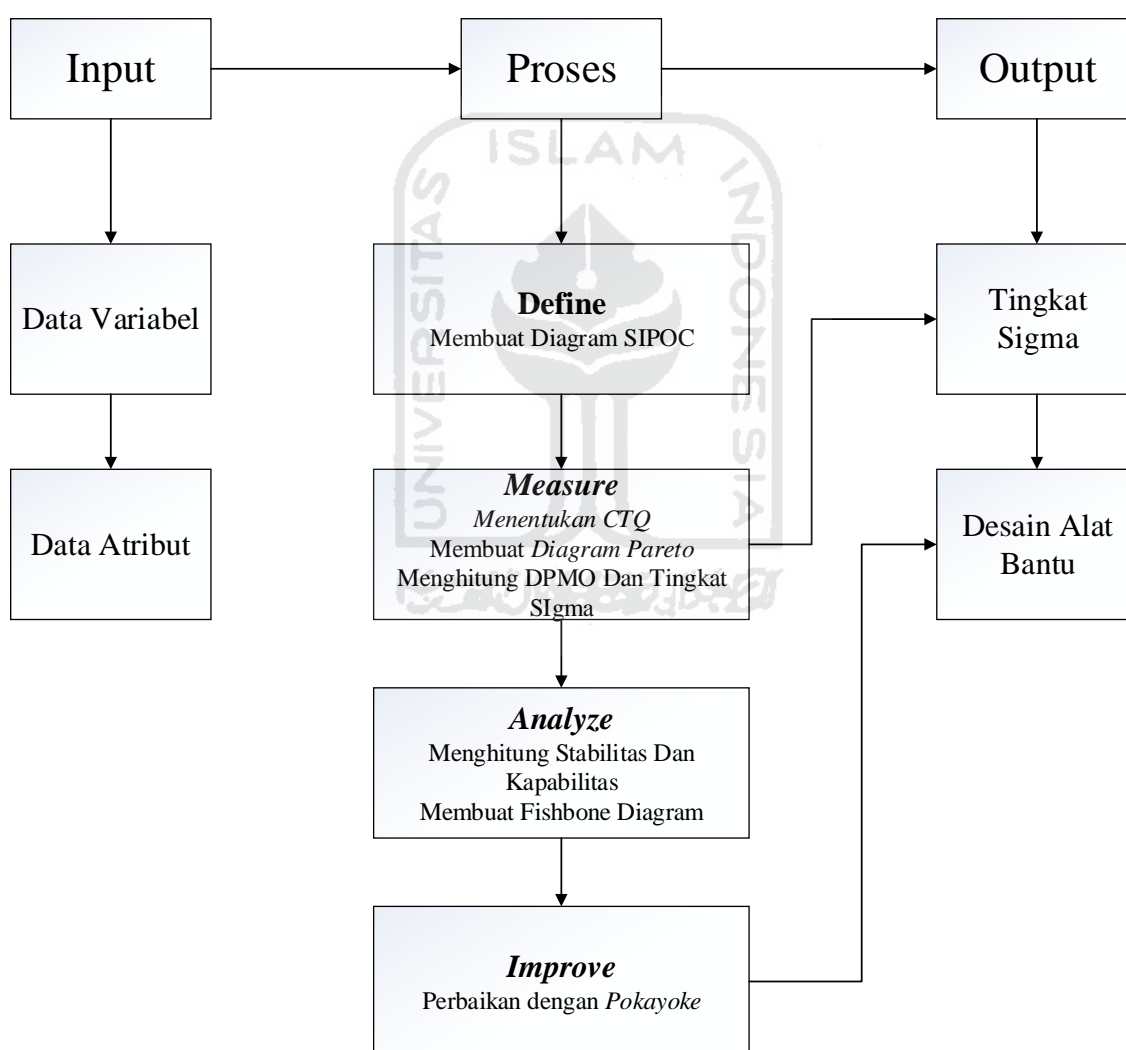 Input
Proses
Output
Data Variabel
Define
Membuat Diagram SIPOC
Tingkat
Sigma
Data Atribut
Measure
Menentukan CTQ
Membuat Diagram Pareto
Menghitung DPMO Dan Tingkat
SIgma
Desain Alat
Bantu
Analyze
Menghitung Stabilitas Dan
Kapabilitas
Membuat Fishbone Diagram
Improve
Perbaikan dengan Pokayoke
UNIVERSITAS
ISLAM
INDONESIA